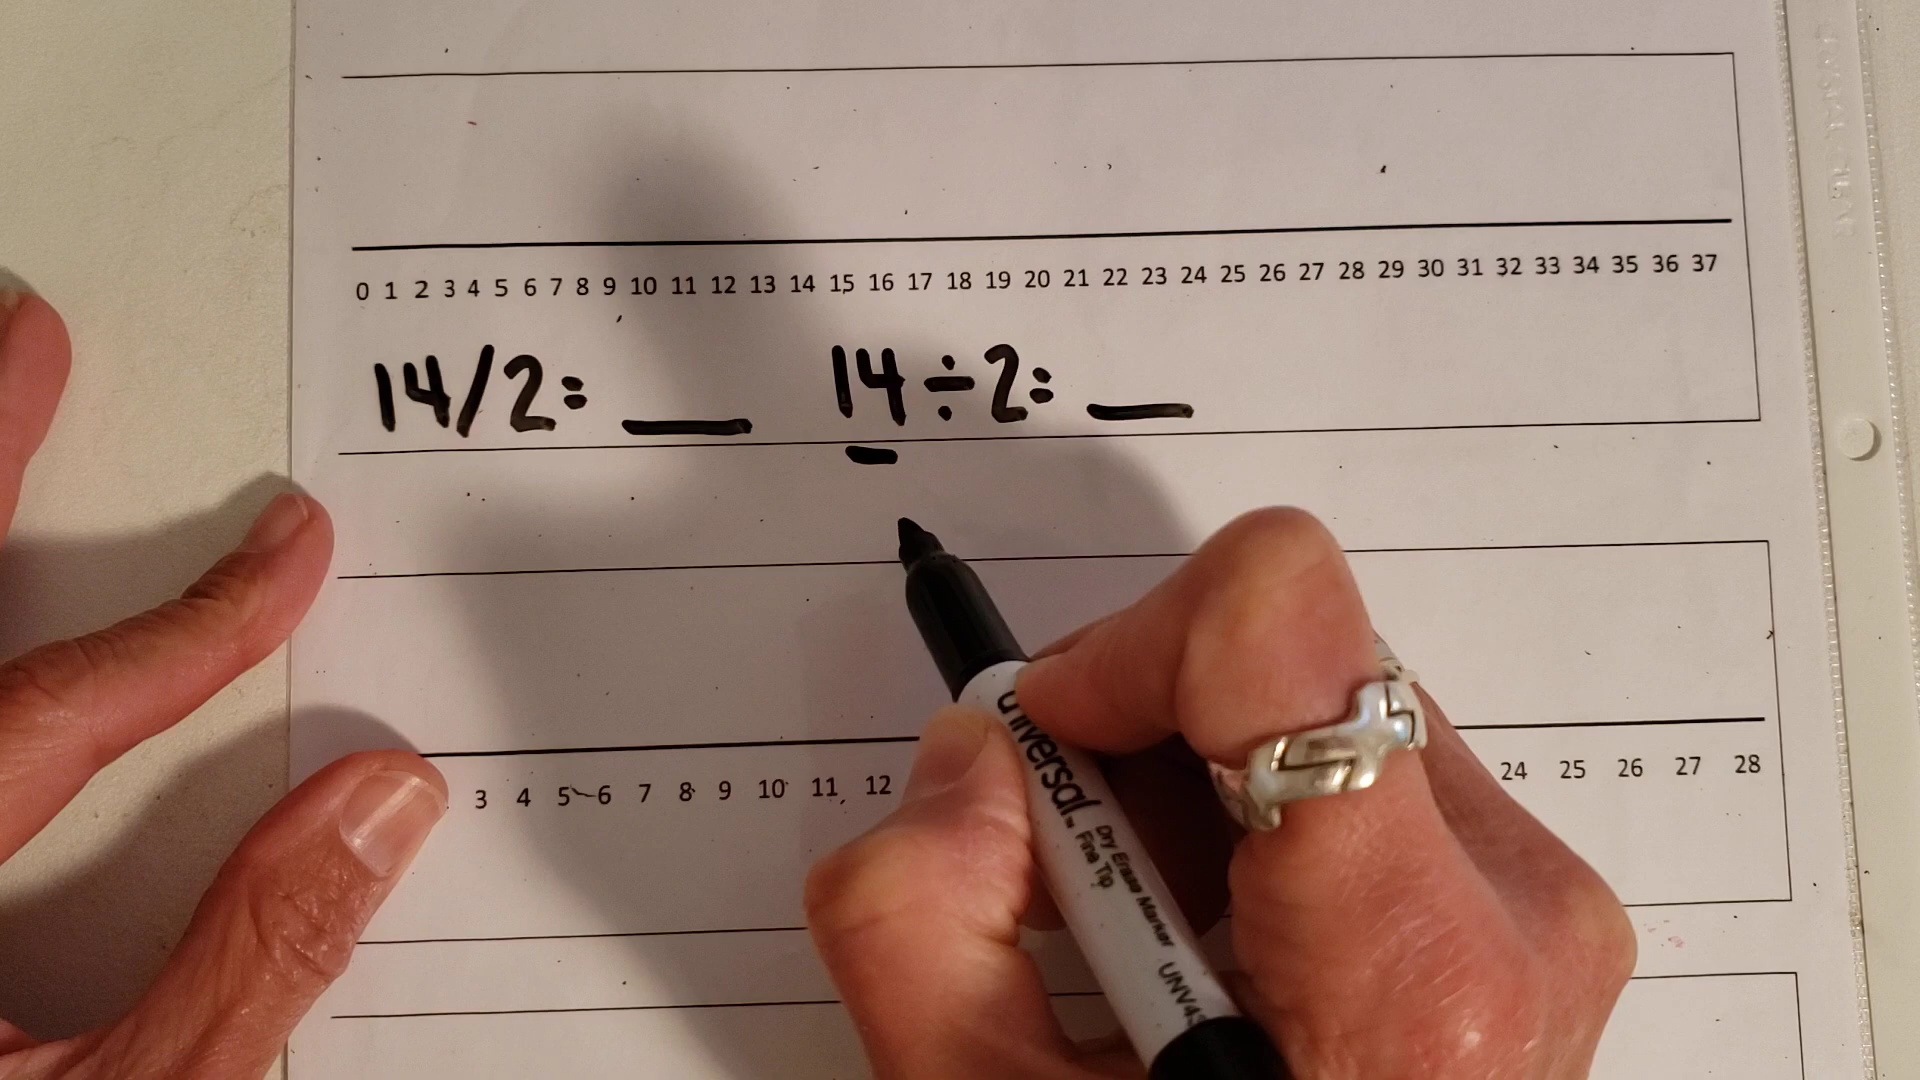 0 1 2 3 4 5 6 7 8 9 10 11 12 13 14 15 16 17 18 19 20 21 22 23 24 25 26 27 28 29 30 31 32 33 34 35 36 37
14/2= __ 14÷2= __
3 4 5 6 7 8 9 10 11 12 24 25 26 27 28
universal™
Dry Erase Marker
Fine Tip